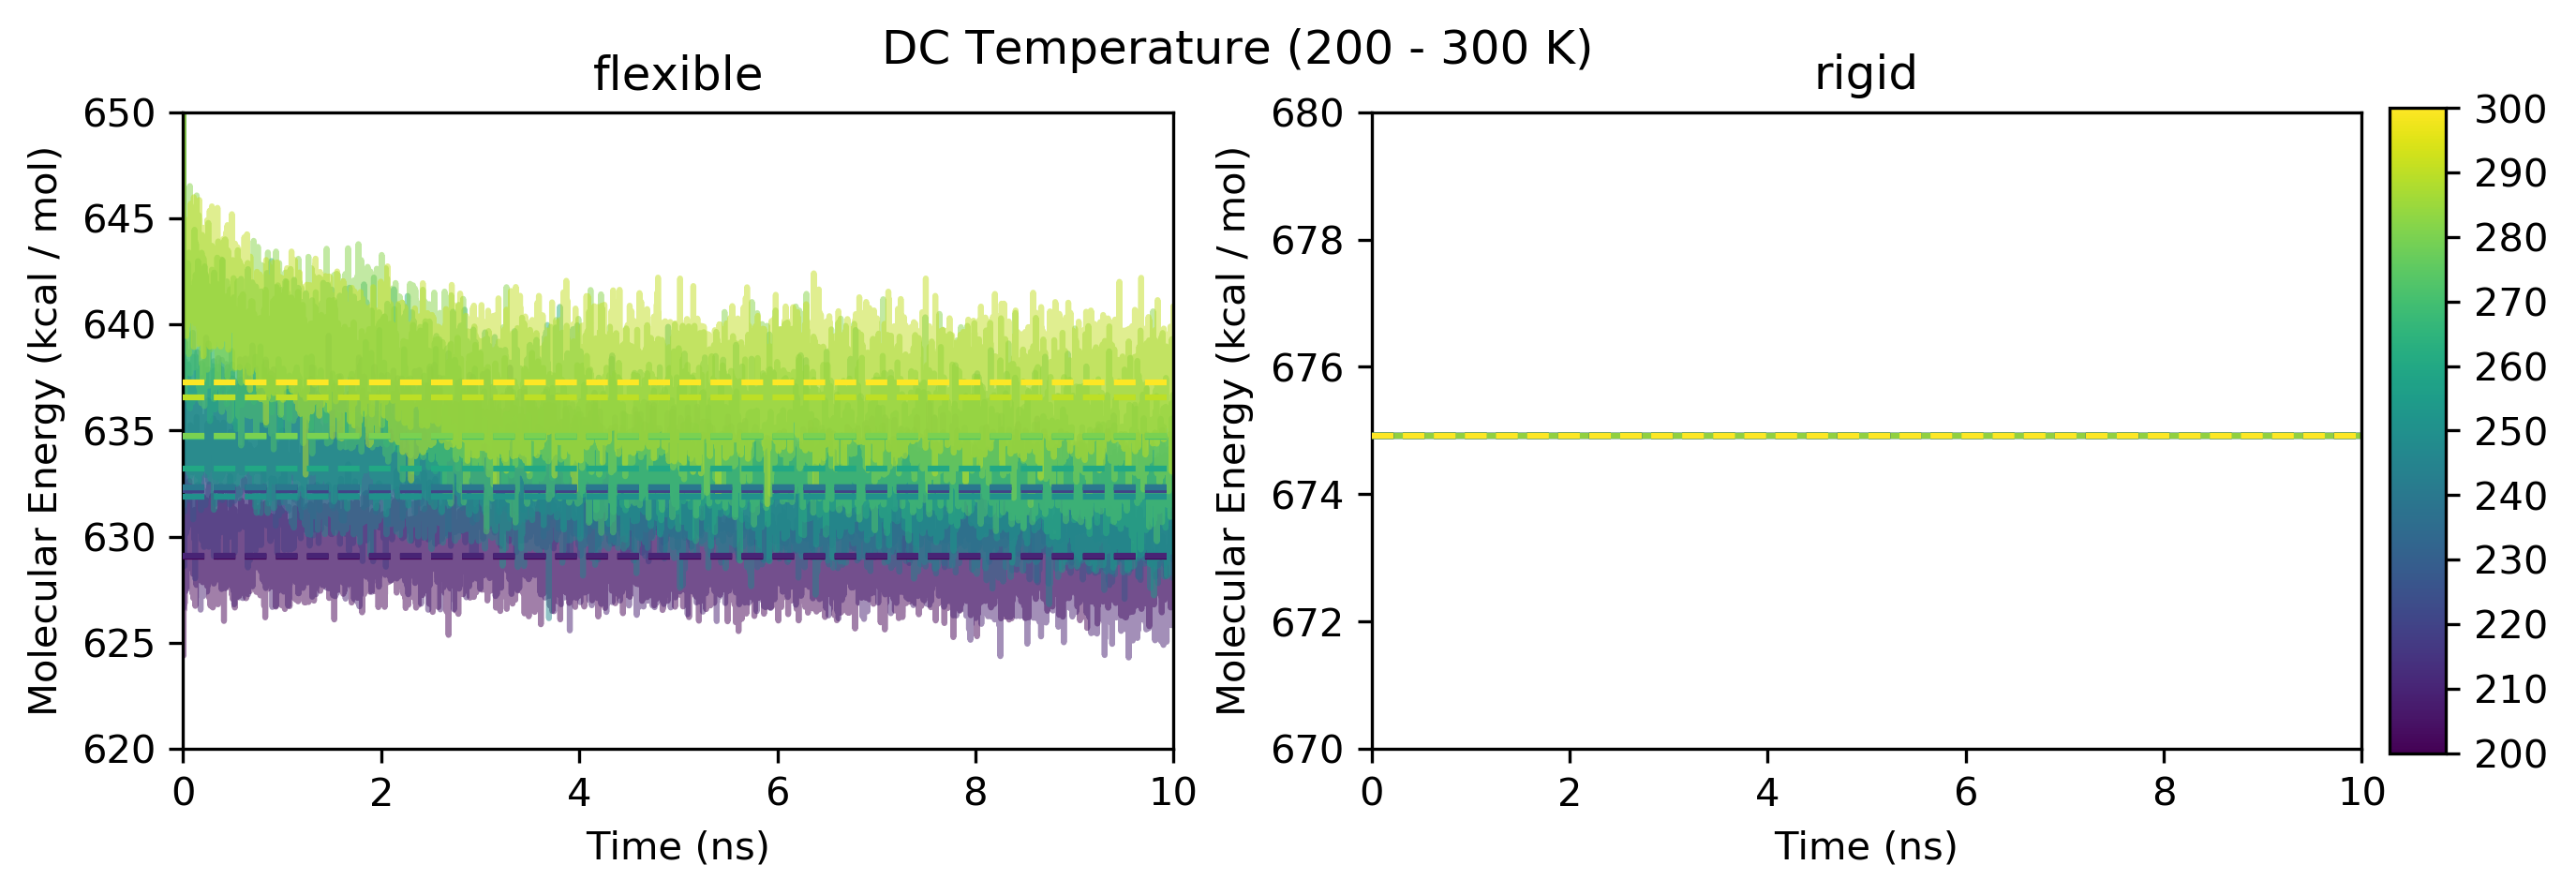 DC Temperature (200 - 300 K)
flexible
Molecular Energy (kcal / mol)
650
645
640
635
630
625
620
0 2 4 6 8 10
Time (ns)
rigid
Molecular Energy (kcal / mol)
680
678
676
674
672
670
0 2 4 6 8 10
Time (ns)
300
290
280
270
260
250
240
230
220
210
200